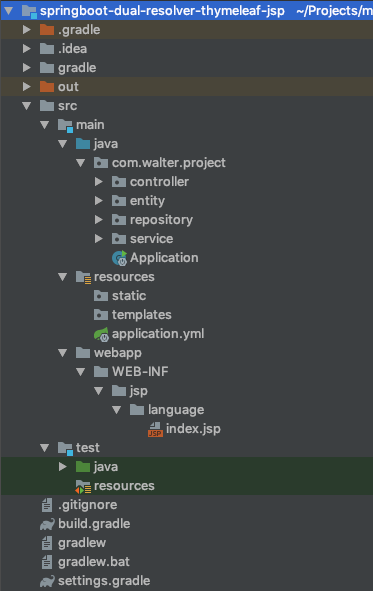 springboot-dual-resolver-thymeleaf-jsp ~/Projects/m
.gradle
.idea
gradle
out
src
main
java
com.walter.project
controller
entity
repository
service
Application
resources
static
templates
application.yml
webapp
WEB-INF
jsp
language
JSP index.jsp
test
java
resources
.gitignore
build.gradle
gradlew
gradlew.bat
settings.gradle